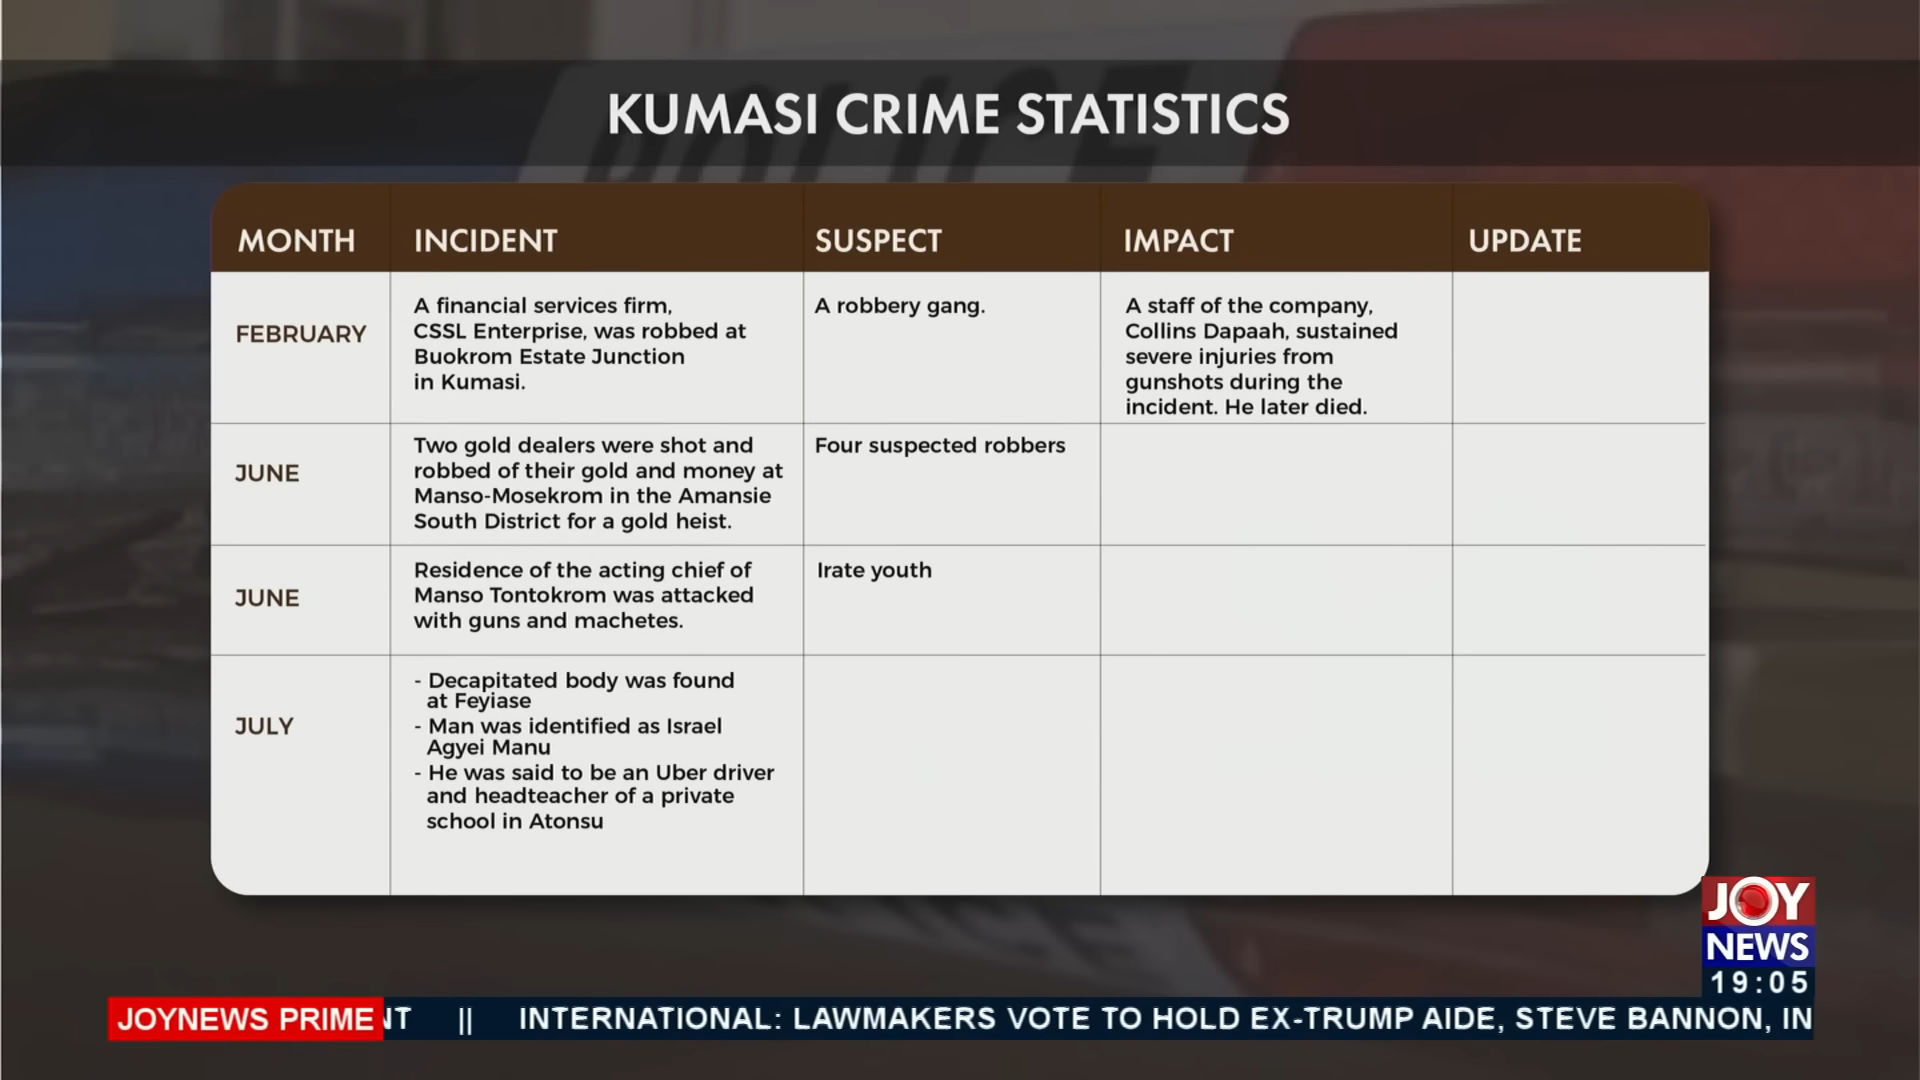 KUMASI CRIME STATISTICS
MONTH INCIDENT SUSPECT IMPACT UPDATE
FEBRUARY
A financial services firm,
CSSL Enterprise, was robbed at
Buokrom Estate Junction
in Kumasi.
A robbery gang.
A staff of the company,
Collins Dapaah, sustained
severe injuries from
gunshots during the
incident. He later died.
JUNE
Two gold dealers were shot and
robbed of their gold and money at
Manso-Mosekrom in the Amansie
South District for a gold heist.
Four suspected robbers
JUNE
Residence of the acting chief of
Manso Tontokrom was attacked
with guns and machetes.
Irate youth
JULY
- Decapitated body was found
at Feyiase
- Man was identified as Israel
Agyei Manu
- He was said to be an Uber driver
and headteacher of a private
school in Atonsu
JOY
NEWS
19:05
JOYNEWS PRIME NT || INTERNATIONAL: LAWMAKERS VOTE TO HOLD EX-TRUMP AIDE, STEVE BANNON, IN
POLICE